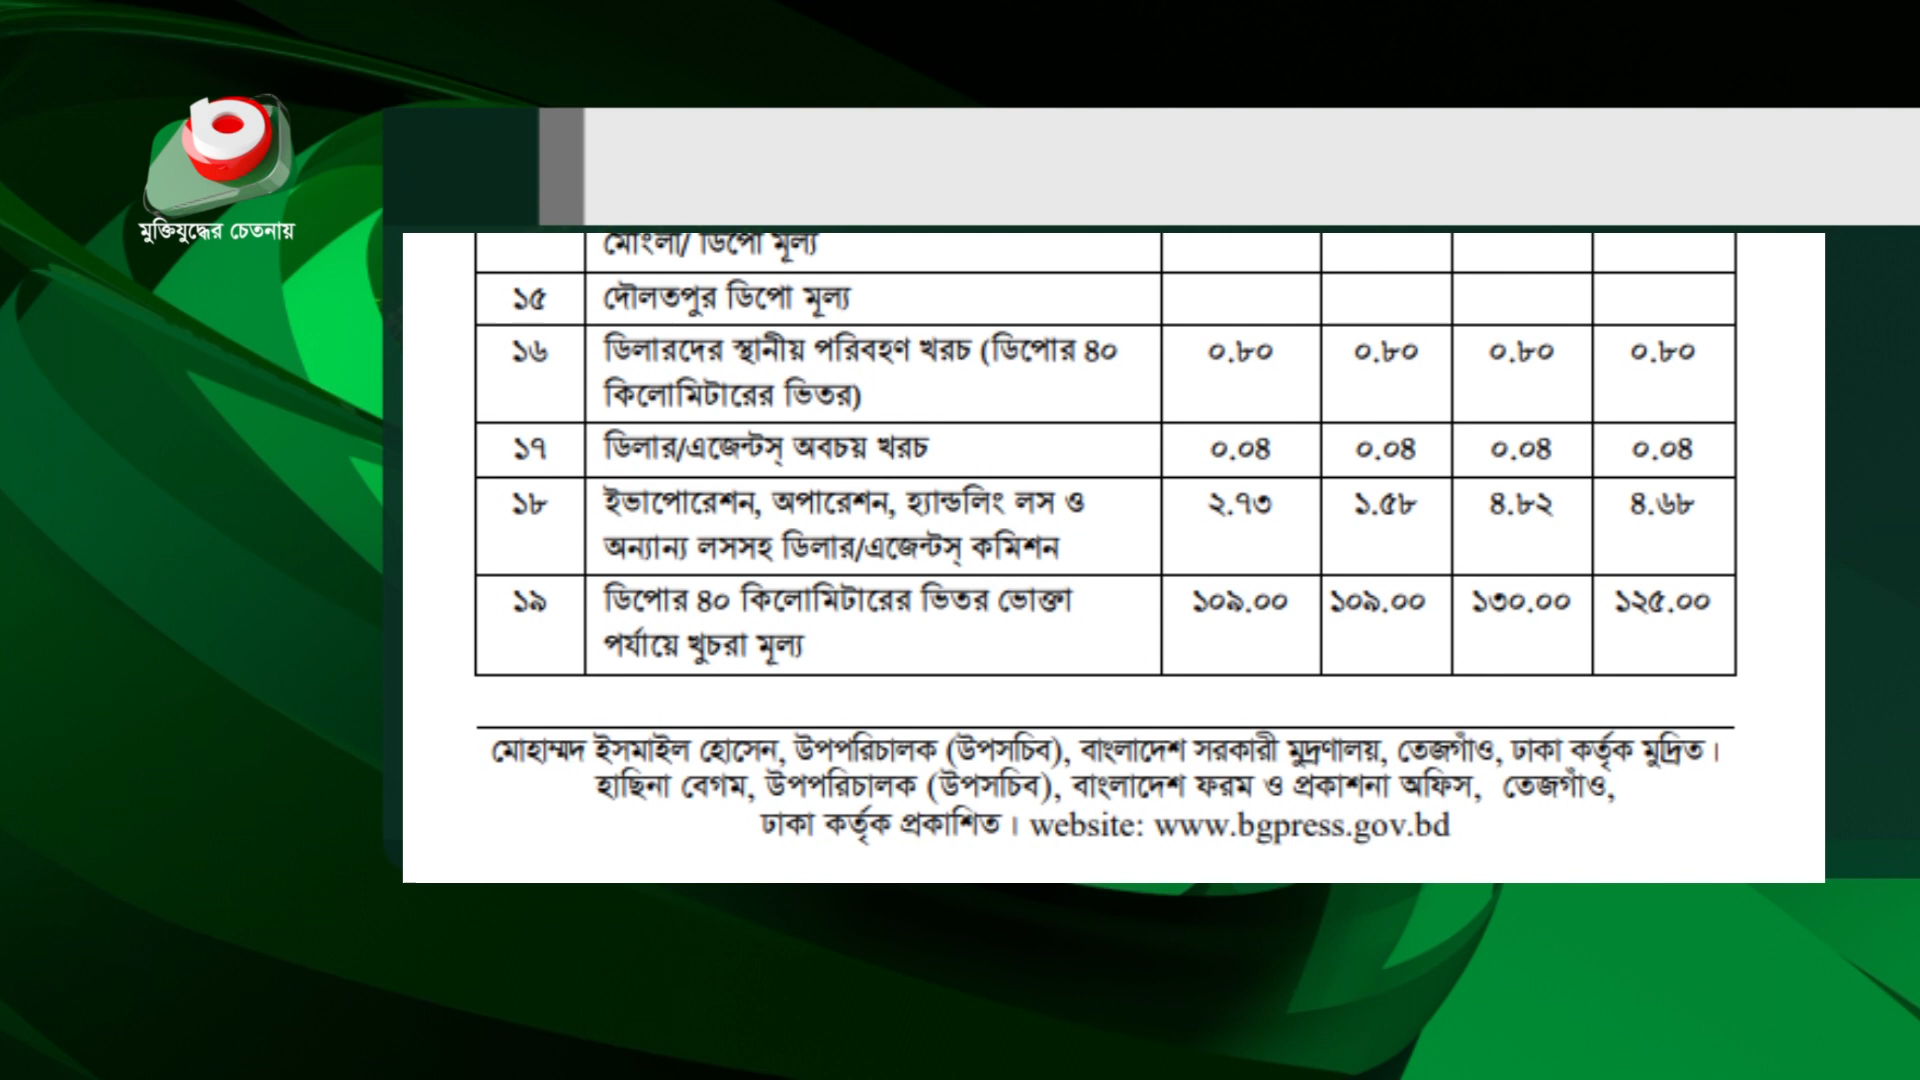 মুক্তিযুদ্ধের চেতনায়
মোংলা/ ডিপো মূল্য
১৫ দৌলতপুর ডিপো মূল্য
১৬ ডিলারদের স্থানীয় পরিবহণ খরচ (ডিপোর ৪০ ০.৮০ ০.৮০ ০.৮০ ০.৮০
কিলোমিটারের ভিতর)
১৭ ডিলার/এজেন্টস্ অবচয় খরচ ০.০৪ ০.০৪ ০.০৪ ০.০৪
১৮ ইভাপোরেশন, অপারেশন, হ্যান্ডলিং লস ও ২.৭৩ ১.৫৮ ৪.৮২ ৪.৬৮
অন্যান্য লসসহ ডিলার/এজেন্টস্ কমিশন
১৯ ডিপোর ৪০ কিলোমিটারের ভিতর ভোক্তা ১০৯.০০ ১০৯.০০ ১৩০.০০ ১২৫.০০
পর্যায়ে খুচরা মূল্য
মোহাম্মদ ইসমাইল হোসেন, উপপরিচালক (উপসচিব), বাংলাদেশ সরকারী মুদ্রণালয়, তেজগাঁও, ঢাকা কর্তৃক মুদ্রিত।
হাছিনা বেগম, উপপরিচালক (উপসচিব), বাংলাদেশ ফরম ও প্রকাশনা অফিস, তেজগাঁও,
ঢাকা কর্তৃক প্রকাশিত। website: www.bgpress.gov.bd